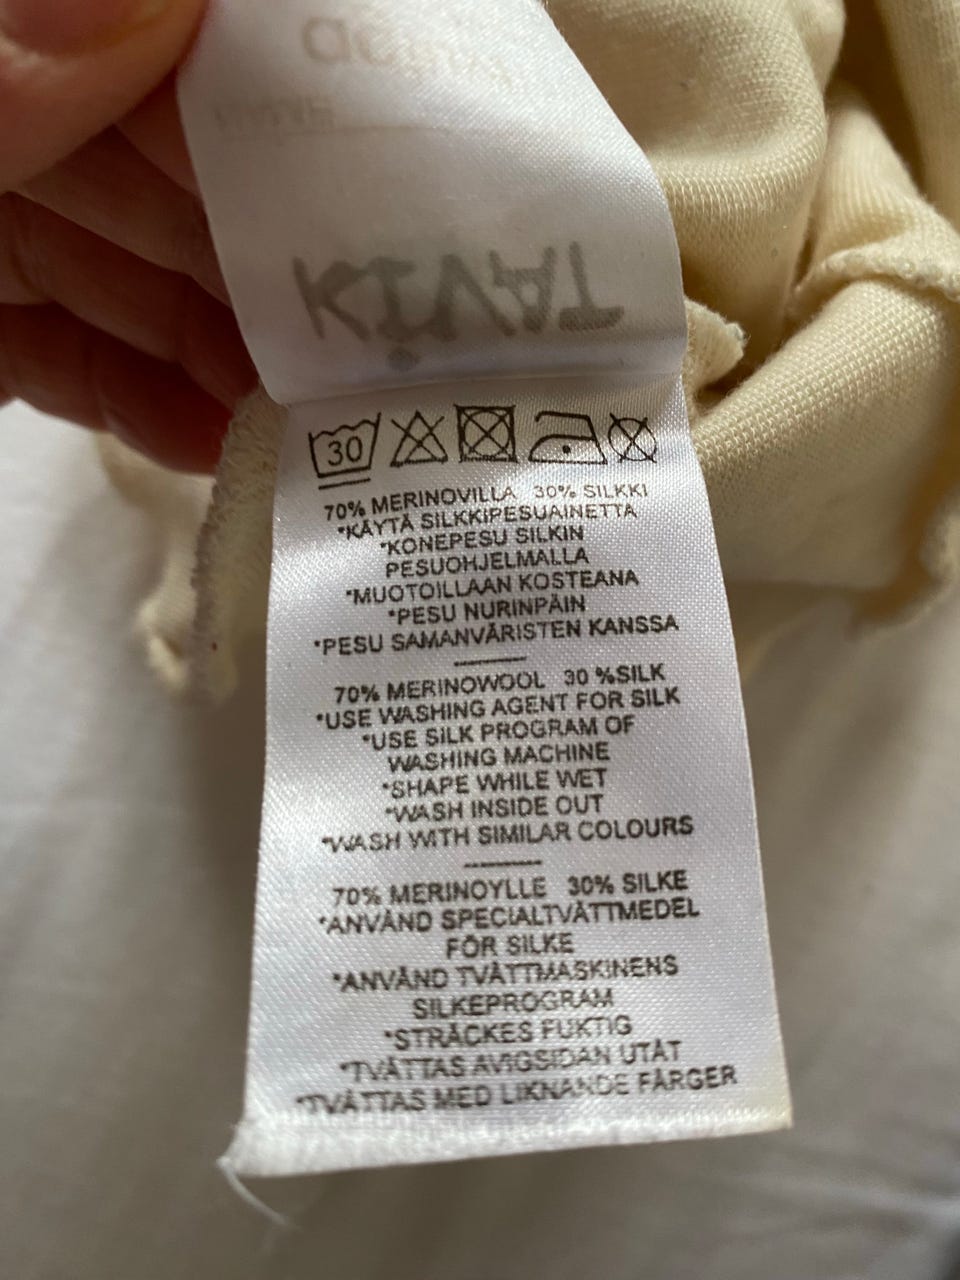 KIVAT
30
70% MERINOVILLA 30% SILKKI
*KÄYTÄ SILKKIPESUAINETTA
*KONEPESU SILKIN
PESUOHJELMALLA
*MUOTOILLAAN KOSTEANA
*PESU NURINPÄIN
*PESU SAMANVÄRISTEN KANSSA
70% MERINOWOOL 30 %SILK
*USE WASHING AGENT FOR SILK
*USE SILK PROGRAM OF
WASHING MACHINE
*SHAPE WHILE WET
*WASH INSIDE OUT
*WASH WITH SIMILAR COLOURS
70% MERINOYLLE 30% SILKE
*ANVÄND SPECIALTVÄTTMEDEL
FÖR SILKE
*ANVÄND TVÄTTMASKINENS
SILKEPROGRAM
*STRÄCKES FUKTIG
*TVÄTTAS AVIGSIDAN UTÅT
*TVÄTTAS MED LIKNANDE FÄRGER